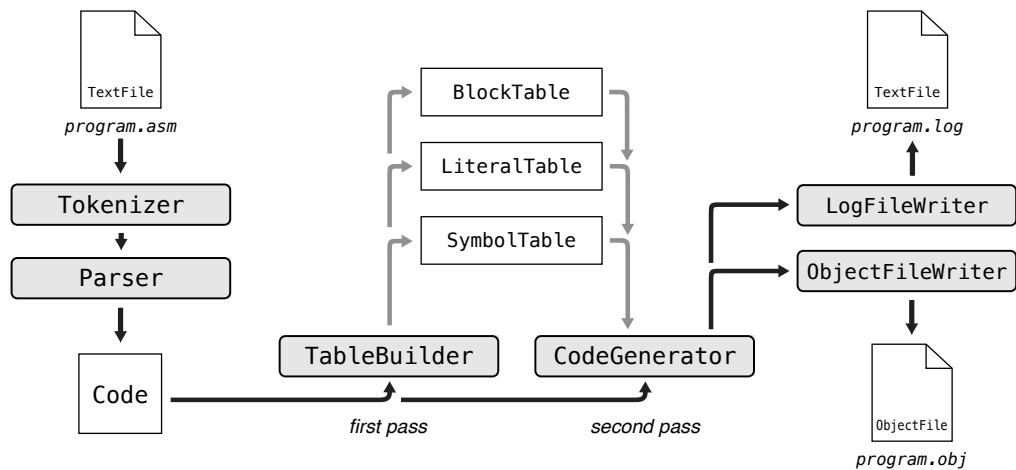 TextFile
program.asm
Tokenizer
Parser
Code
BlockTable
LiteralTable
SymbolTable
TableBuilder
first pass
CodeGenerator
second pass
TextFile
program.log
LogFileWriter
ObjectFileWriter
ObjectFile
program.obj